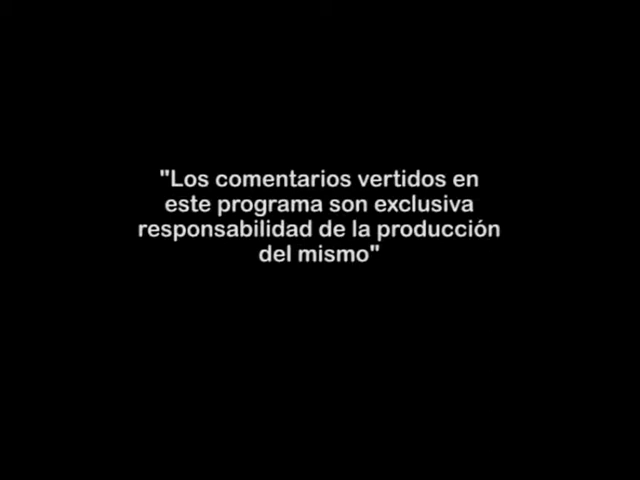 "Los comentarios vertidos en
este programa son exclusiva
responsabilidad de la producción
del mismo"